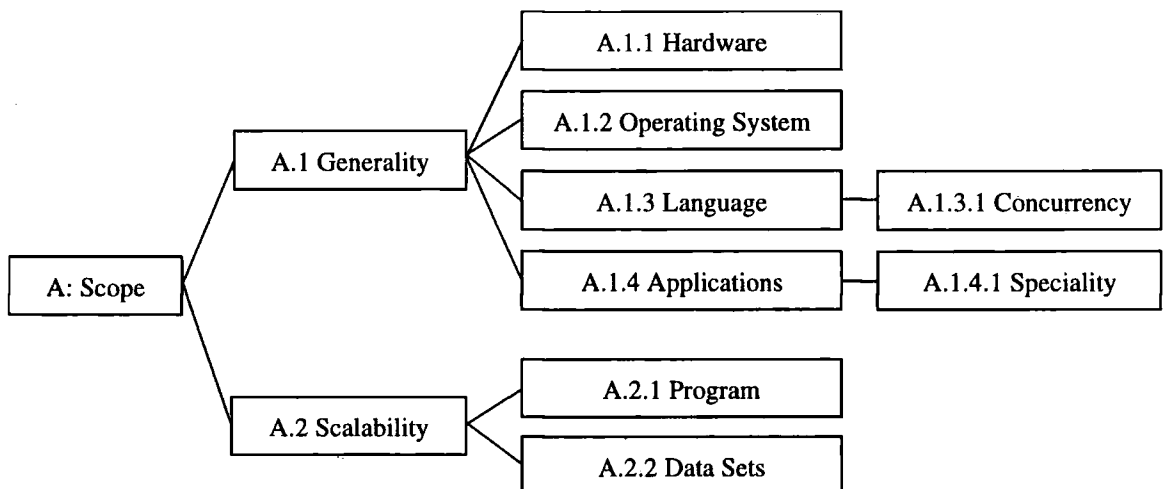 A: Scope
A.1 Generality
A.1.1 Hardware
A.1.2 Operating System
A.1.3 Language
A.1.3.1 Concurrency
A.1.4 Applications
A.1.4.1 Speciality
A.2 Scalability
A.2.1 Program
A.2.2 Data Sets